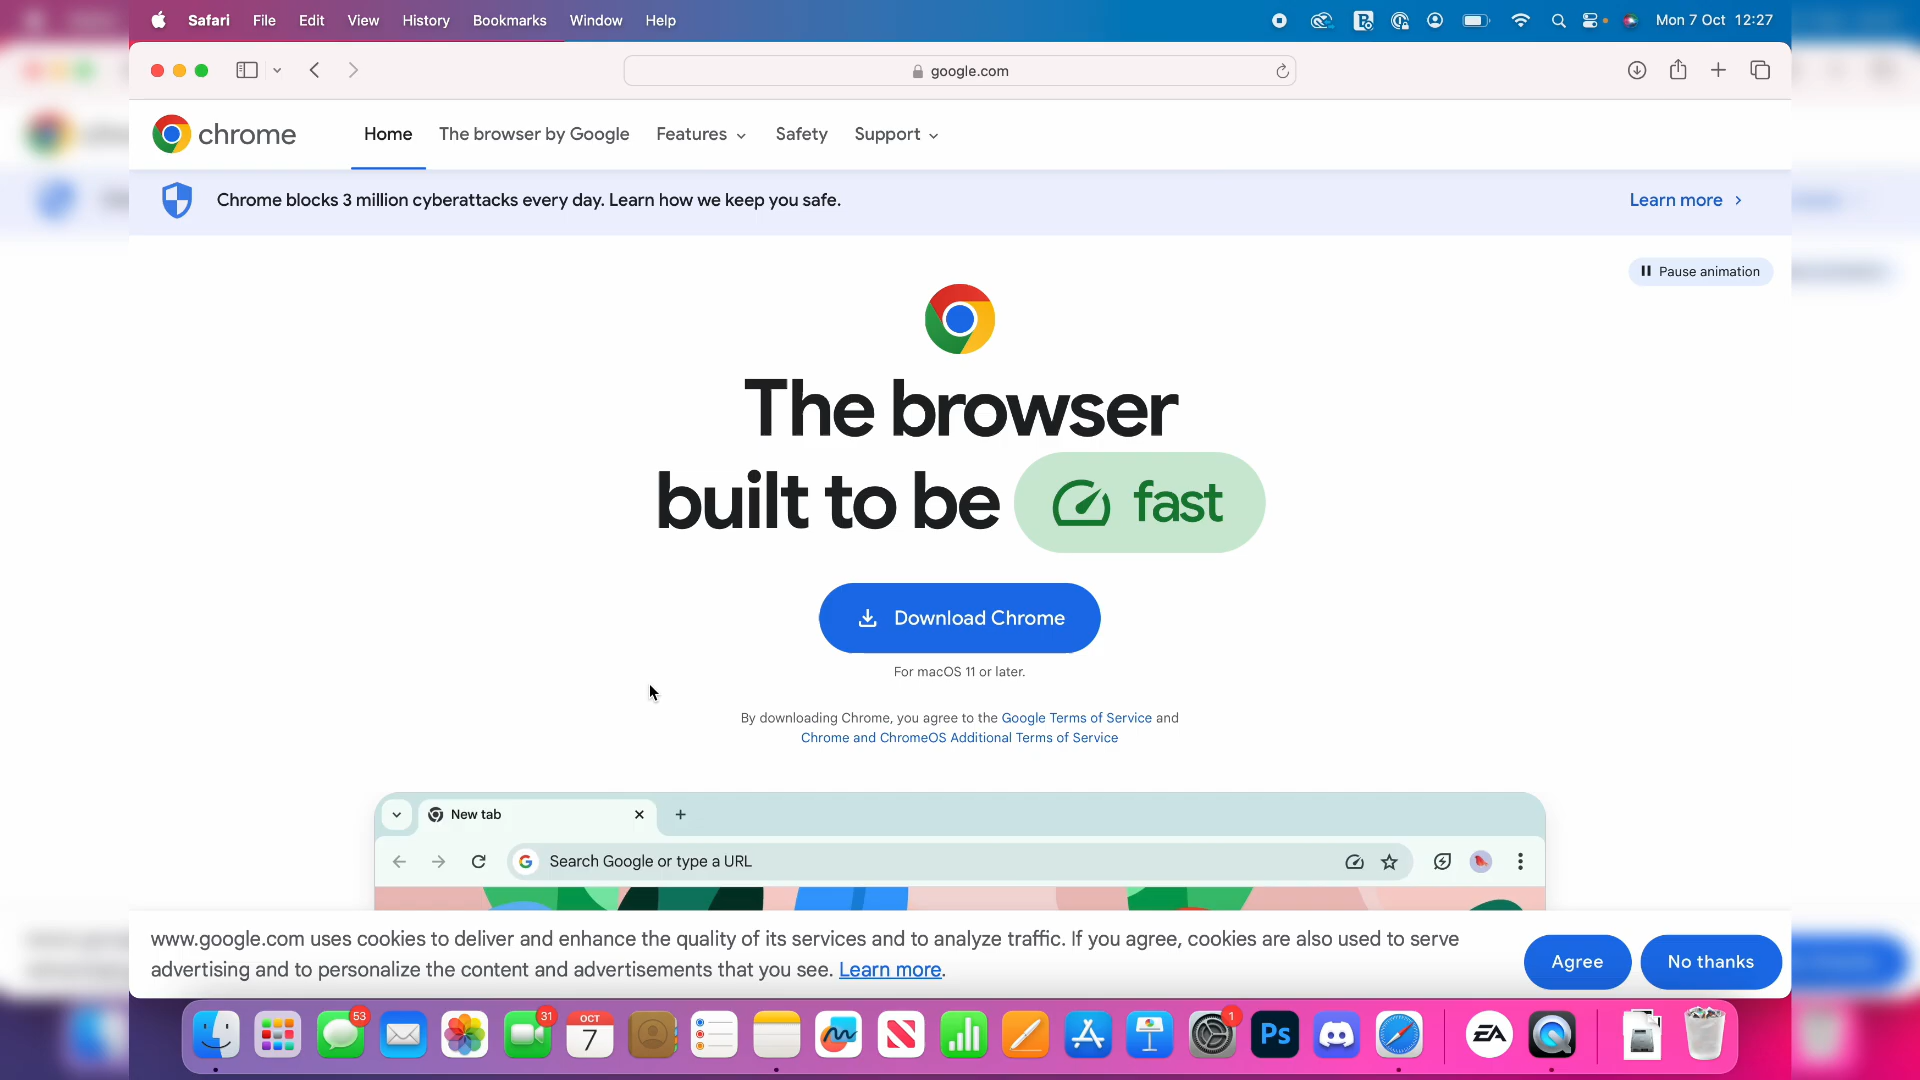 Safari File Edit View History Bookmarks Window Help Mon 7 Oct 12:27
google.com
chrome Home The browser by Google Features Safety Support
Chrome blocks 3 million cyberattacks every day. Learn how we keep you safe. Learn more
Pause animation
The browser
built to be fast
Download Chrome
For macOS 11 or later.
By downloading Chrome, you agree to the Google Terms of Service and
Chrome and ChromeOS Additional Terms of Service
New tab
Search Google or type a URL
www.google.com uses cookies to deliver and enhance the quality of its services and to analyze traffic. If you agree, cookies are also used to serve
advertising and to personalize the content and advertisements that you see. Learn more.
Agree No thanks
53 31 OCT 7 1 Ps EA